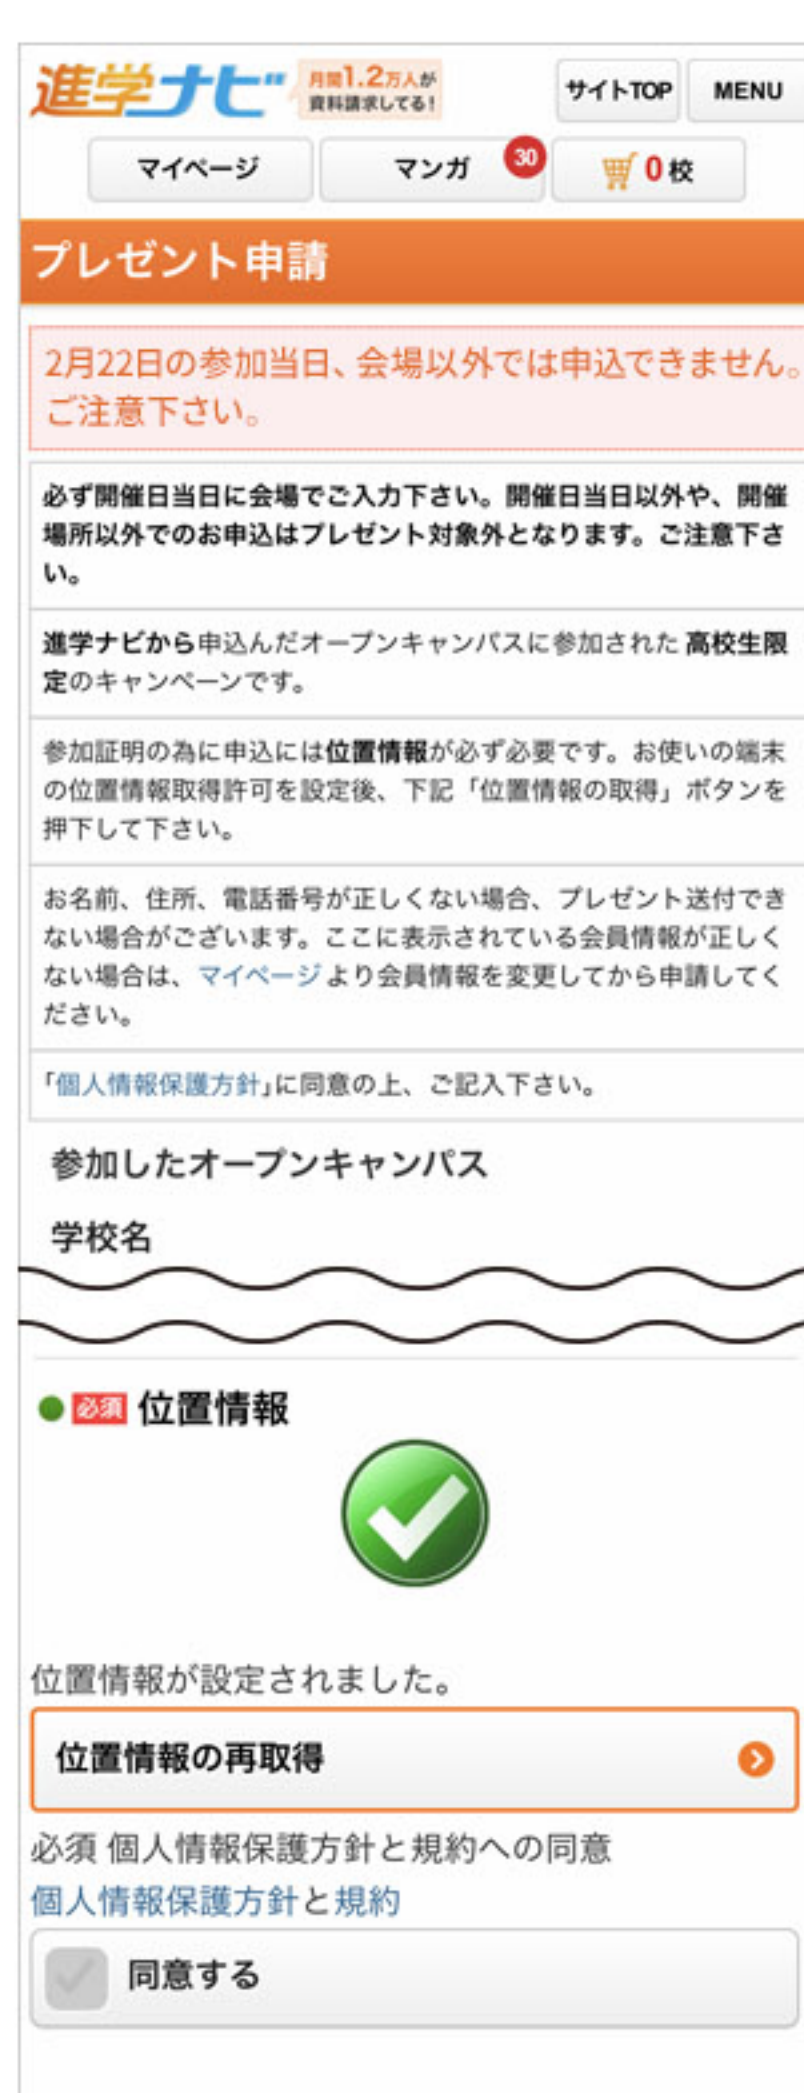 進学ナビ 月間1.2万人が
資料請求してる!
サイトTOP MENU
マイページ マンガ 30 0校
プレゼント申請
2月22日の参加当日、会場以外では申込できません。
ご注意下さい。
必ず開催日当日に会場でご入力下さい。開催日当日以外や、開催
場所以外でのお申込はプレゼント対象外となります。ご注意下さ
い。
進学ナビから申込んだオープンキャンパスに参加された 高校生限
定のキャンペーンです。
参加証明の為に申込には位置情報が必ず必要です。お使いの端末
の位置情報取得許可を設定後、下記「位置情報の取得」ボタンを
押下して下さい。
お名前、住所、電話番号が正しくない場合、プレゼント送付でき
ない場合がございます。ここに表示されている会員情報が正しく
ない場合は、マイページより会員情報を変更してから申請してく
ださい。
「個人情報保護方針」に同意の上、ご記入下さい。
参加したオープンキャンパス
学校名
必須 位置情報
位置情報が設定されました。
位置情報の再取得
必須 個人情報保護方針と規約への同意
個人情報保護方針と規約
同意する